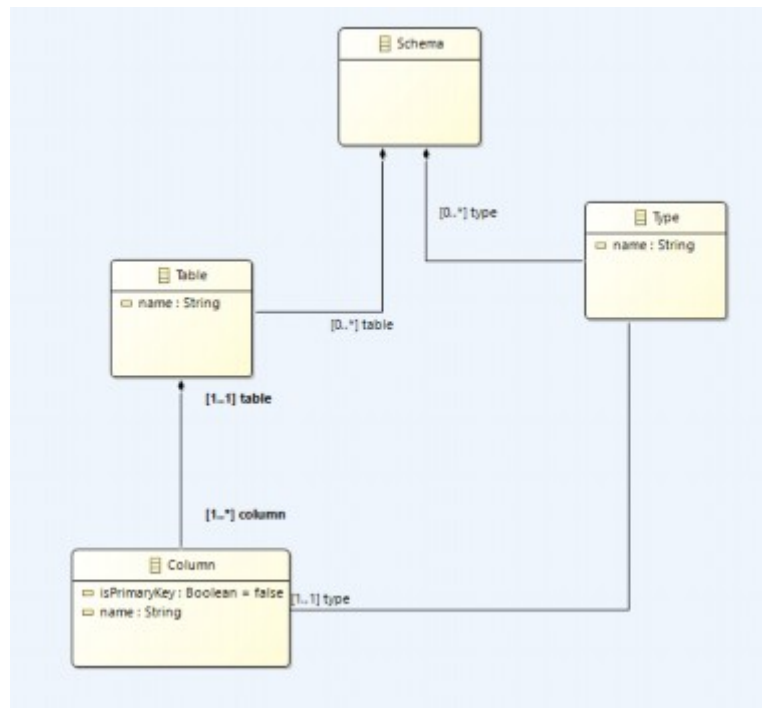 Schema
[0..*] type
Type
name : String
Table
name : String
[0..*] table
[1..1] table
[1..*] column
Column
isPrimaryKey : Boolean = false
name : String
[1..1] type